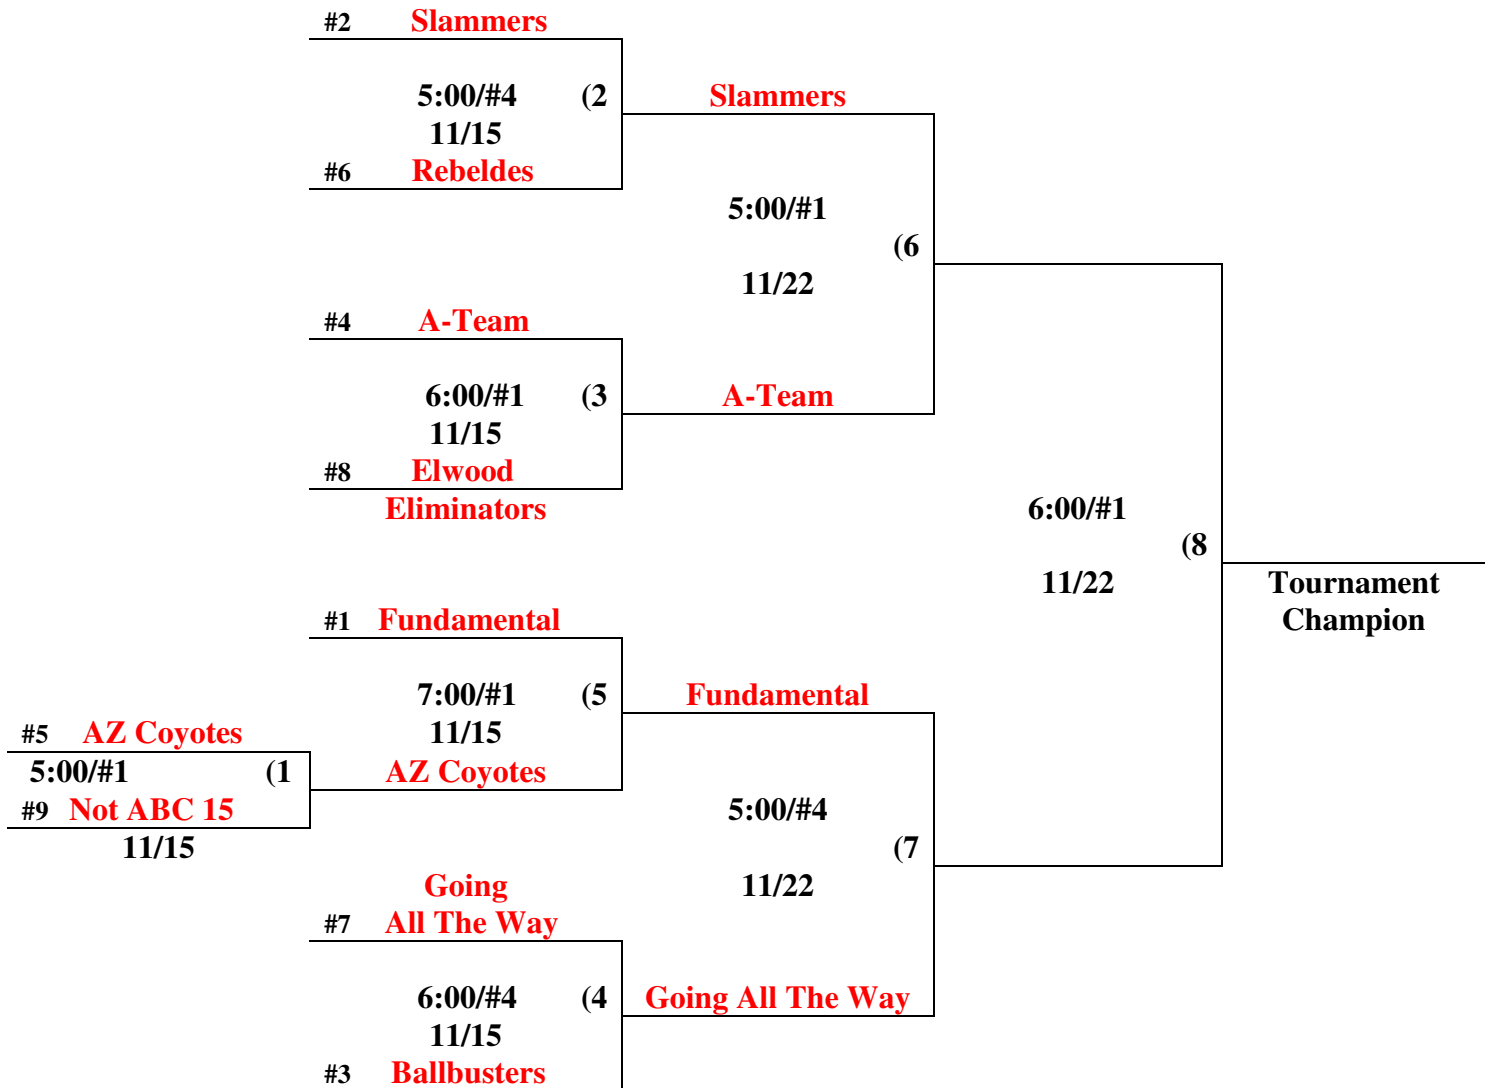 #2 Slammers
5:00/#4 (2
Slammers
11/15
#6 Rebeldes
5:00/#1
(6
11/22
#4 A-Team
6:00/#1 (3
A-Team
11/15
#8 Elwood
Eliminators
6:00/#1
(8
11/22
Tournament
Champion
#1 Fundamental
7:00/#1 (5
Fundamental
11/15
#5 AZ Coyotes
5:00/#1 (1
AZ Coyotes
#9 Not ABC 15
11/15
5:00/#4
(7
11/22
Going
#7 All The Way
6:00/#4 (4
Going All The Way
11/15
#3 Ballbusters